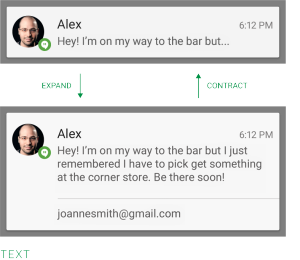 Alex
6:12 PM
Hey! I'm on my way to the bar but...
EXPAND
CONTRACT
Alex
6:12 PM
Hey! I'm on my way to the bar but I just
remembered I have to pick get something
at the corner store. Be there soon!
joannesmith@gmail.com
TEXT